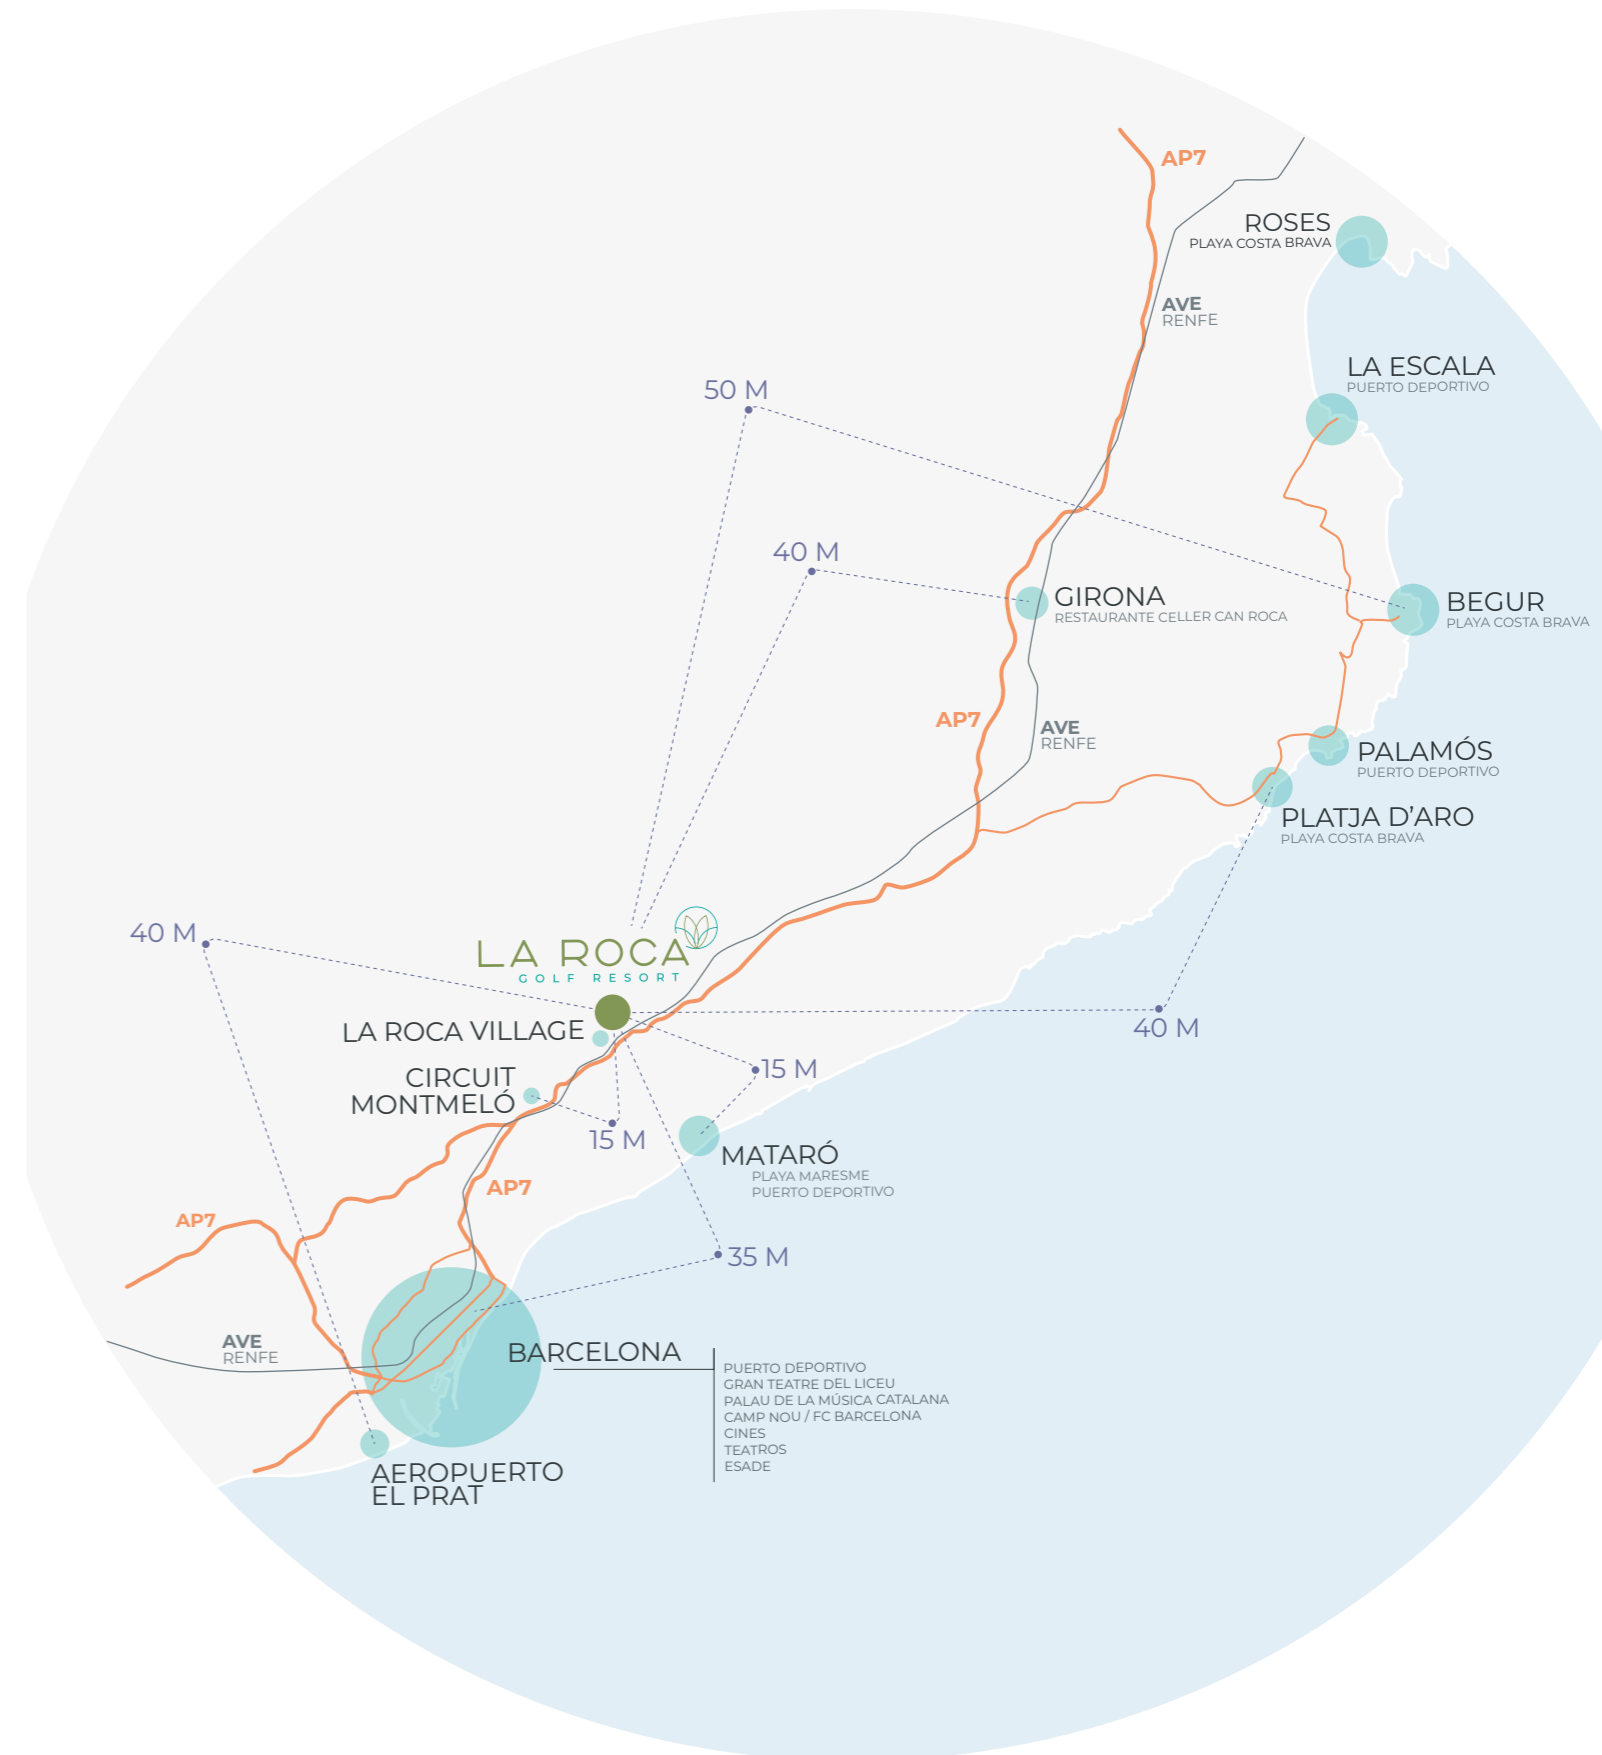 AP7
ROSES
PLAYA COSTA BRAVA
AVE
RENFE
LA ESCALA
PUERTO DEPORTIVO
50 M
40 M
GIRONA
RESTAURANTE CELLER CAN ROCA
BEGUR
PLAYA COSTA BRAVA
AP7
AVE
RENFE
PALAMÓS
PUERTO DEPORTIVO
PLATJA D'ARO
PLAYA COSTA BRAVA
40 M
LA ROCA
GOLF RESORT
LA ROCA VILLAGE
40 M
CIRCUIT
MONTMELÓ
15 M
15 M
MATARÓ
PLAYA MARESME
PUERTO DEPORTIVO
AP7
AP7
35 M
AVE
RENFE
BARCELONA
PUERTO DEPORTIVO
GRAN TEATRE DEL LICEU
PALAU DE LA MÚSICA CATALANA
CAMP NOU / FC BARCELONA
CINES
TEATROS
ESADE
AEROPUERTO
EL PRAT